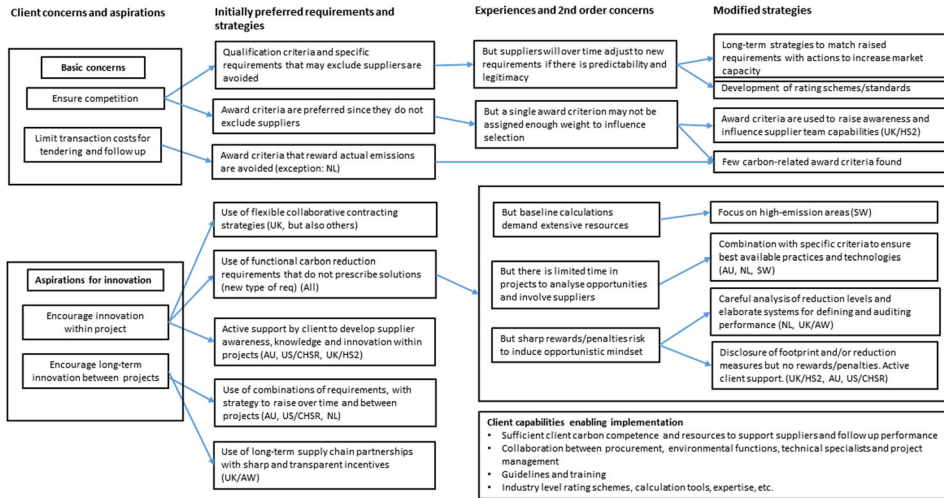 Client concerns and aspirations
Initially preferred requirements and
strategies
Experiences and 2nd order concerns
Modified strategies
Basic concerns
Ensure competition
Limit transaction costs for
tendering and follow up
Qualification criteria and specific
requirements that may exclude suppliers are
avoided
Award criteria are preferred since they do not
exclude suppliers
Award criteria that reward actual emissions
are avoided (exception: NL)
But suppliers will over time adjust to new
requirements if there is predictability and
legitimacy
But a single award criterion may not be
assigned enough weight to influence
selection
Long-term strategies to match raised
requirements with actions to increase market
capacity
Development of rating schemes/standards
Award criteria are used to raise awareness and
influence supplier team capabilities (UK/HS2)
Few carbon-related award criteria found
Aspirations for innovation
Encourage innovation
within project
Encourage long-term
innovation between projects
Use of flexible collaborative contracting
strategies (UK, but also others)
Use of functional carbon reduction
requirements that do not prescribe solutions
(new type of req) (All)
Active support by client to develop supplier
awareness, knowledge and innovation within
projects (AU, US/CHSR, UK/HS2)
Use of combinations of requirements, with
strategy to raise over time and between
projects (AU, US/CHSR, NL)
Use of long-term supply chain partnerships
with sharp and transparent incentives
(UK/AW)
But baseline calculations
demand extensive resources
But there is limited time in
projects to analyse opportunities
and involve suppliers
But sharp rewards/penalties risk
to induce opportunistic mindset
Focus on high-emission areas (SW)
Combination with specific criteria to ensure
best available practices and technologies
(AU, NL, SW)
Careful analysis of reduction levels and
elaborate systems for defining and auditing
performance (NL, UK/AW)
Disclosure of footprint and/or reduction
measures but no rewards/penalties. Active
client support. (UK/HS2, AU, US/CHSR)
Client capabilities enabling implementation
• Sufficient client carbon competence and resources to support suppliers and follow up performance
• Collaboration between procurement, environmental functions, technical specialists and project
management
• Guidelines and training
• Industry level rating schemes, calculation tools, expertise, etc.